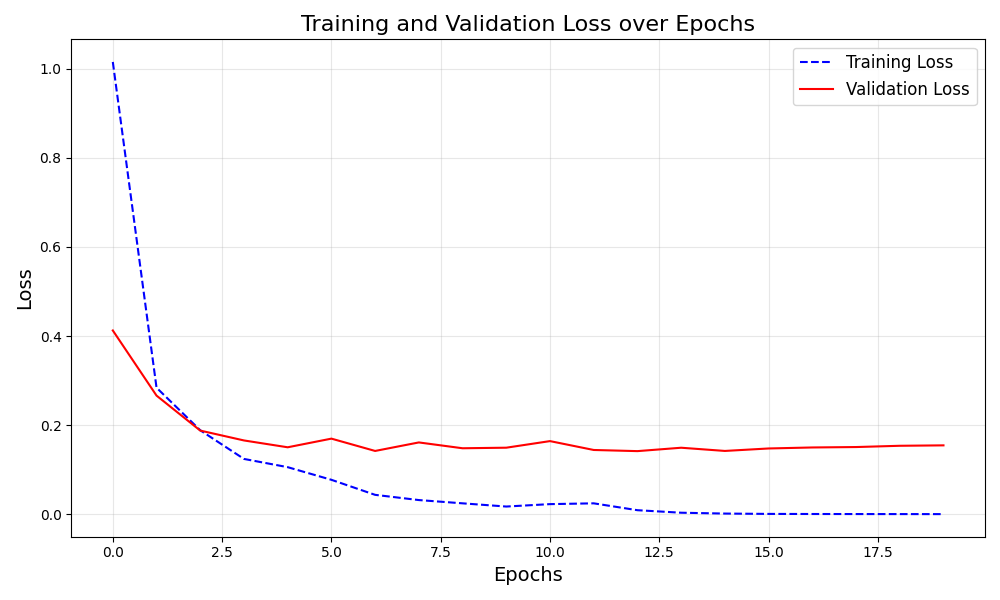 Training and Validation Loss over Epochs
Training Loss
Validation Loss
Loss
1.0
0.8
0.6
0.4
0.2
0.0
0.0 2.5 5.0 7.5 10.0 12.5 15.0 17.5
Epochs